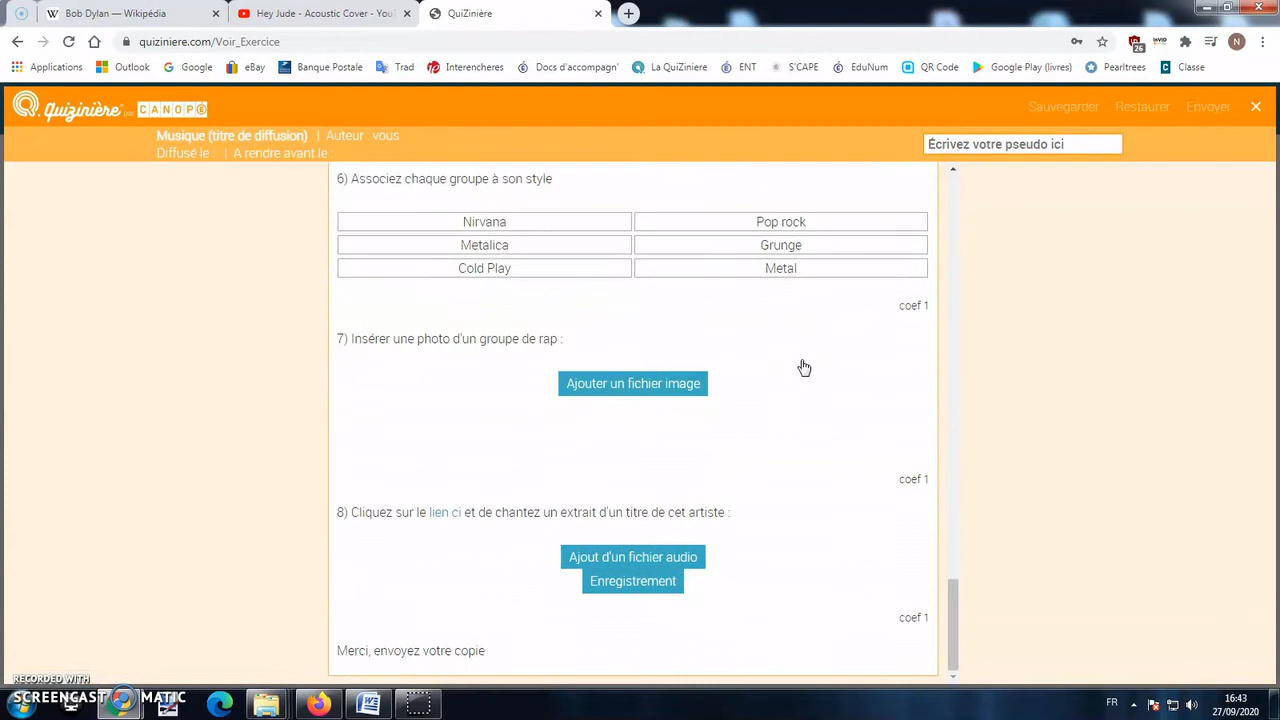 Bob Dylan — Wikipédia
Hey Jude - Acoustic Cover - You
QuiZinière
quiziniere.com/Voir_Exercice
26
N
Applications
Outlook
Google
eBay
Banque Postale
Trad
Interencheres
Docs d'accompagn'
La QuiZiniere
ENT
S'CAPE
EduNum
QR Code
Google Play (livres)
Pearltrees
Classe
Quizinière par CANOPÉ
Sauvegarder
Restaurer
Envoyer
Musique (titre de diffusion) | Auteur vous
Diffusé le : | A rendre avant le
Écrivez votre pseudo ici
6) Associez chaque groupe à son style
Nirvana
Pop rock
Metalica
Grunge
Cold Play
Metal
coef 1
7) Insérer une photo d'un groupe de rap :
Ajouter un fichier image
coef 1
8) Cliquez sur le lien ci et de chantez un extrait d'un titre de cet artiste :
Ajout d'un fichier audio
Enregistrement
coef 1
Merci, envoyez votre copie
RECORDED WITH
SCREENCAST MATIC
FR
16:43
27/09/2020